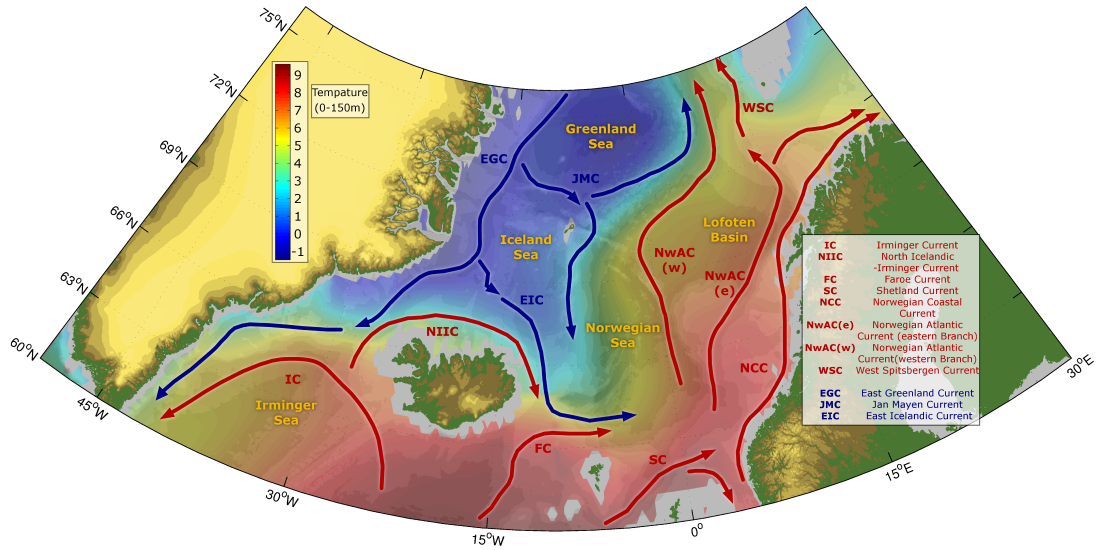 75°N
72°N
69°N
66°N
63°N
60°N
45°W
30°W
15°W
0°
15°E
30°E
9
8
7
6
5
4
3
2
1
0
-1
Tempature
(0-150m)
Greenland
Sea
EGC
JMC
WSC
Iceland
Sea
Lofoten
Basin
NwAC
(w)
NwAC
(e)
EIC
NIIC
Norwegian
Sea
NCC
IC
Irminger
Sea
FC
SC
IC Irminger Current
NIIC North Icelandic
-Irminger Current
FC Faroe Current
SC Shetland Current
NCC Norwegian Coastal
Current
NwAC(e) Norwegian Atlantic
Current (eastern Branch)
NwAC(w) Norwegian Atlantic
Current(western Branch)
WSC West Spitsbergen Current
EGC East Greenland Current
JMC Jan Mayen Current
EIC East Icelandic Current